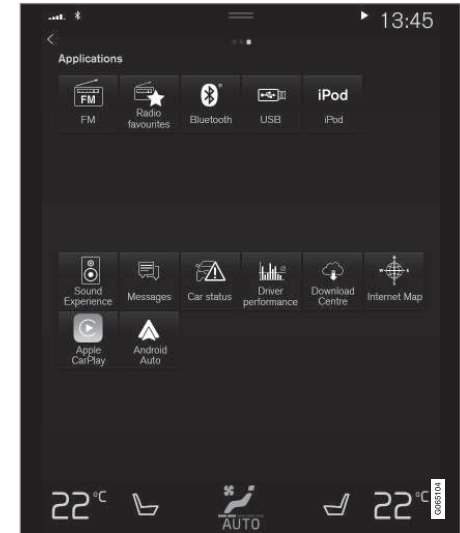 13:45
Applications
FM
FM
Radio
favourites
Bluetooth
USB
iPod
iPod
Sound
Experience
Messages
Car status
Driver
performance
Download
Centre
Internet Map
Apple
CarPlay
Android
Auto
22°C
AUTO
22°C
G065104